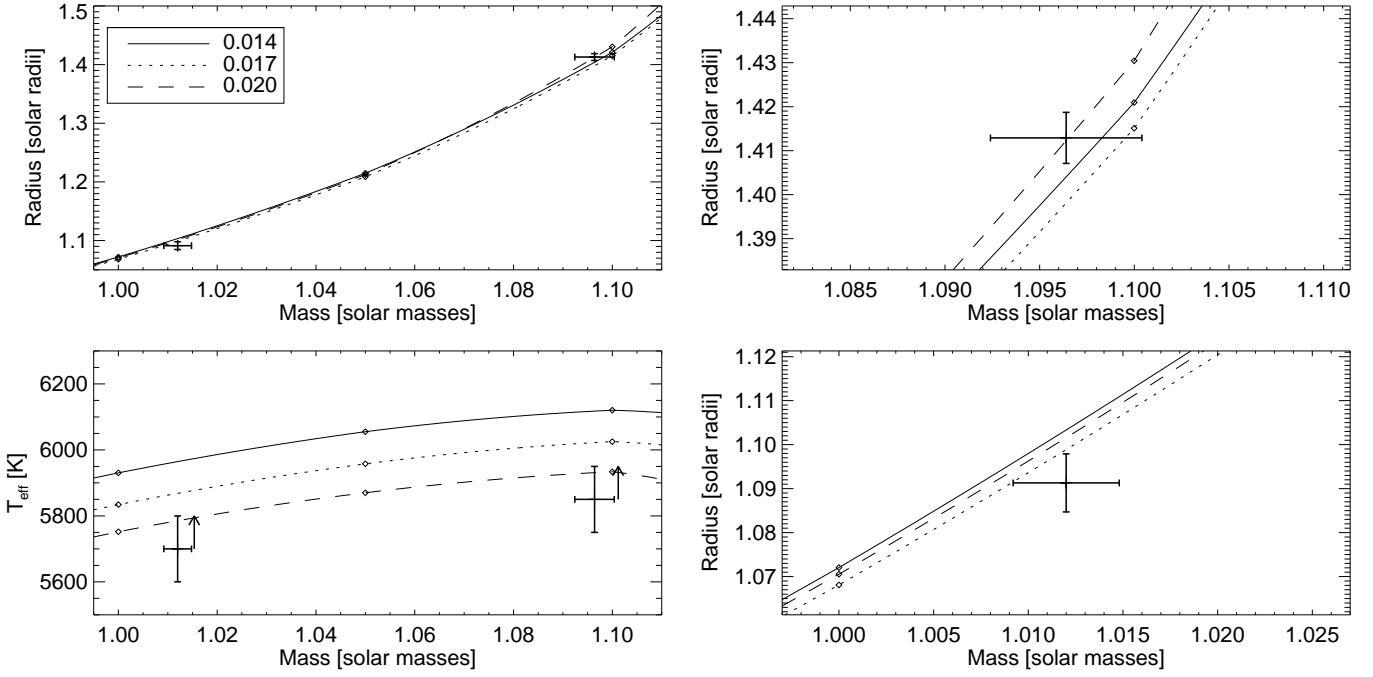 1.5
1.4
1.3
1.2
1.1
Radius [solar radii]
0.014
0.017
0.020
1.00 1.02 1.04 1.06 1.08 1.10
Mass [solar masses]
1.44
1.43
1.42
1.41
1.40
1.39
Radius [solar radii]
1.085 1.090 1.095 1.100 1.105 1.110
Mass [solar masses]
6200
6000
5800
5600
Teff [K]
1.00 1.02 1.04 1.06 1.08 1.10
Mass [solar masses]
1.12
1.11
1.10
1.09
1.08
1.07
Radius [solar radii]
1.000 1.005 1.010 1.015 1.020 1.025
Mass [solar masses]